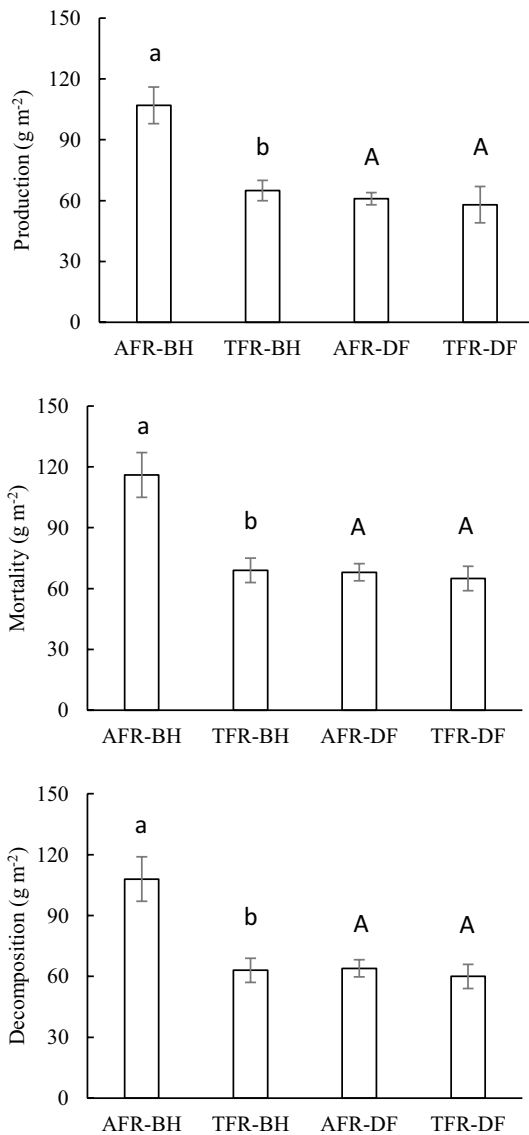 150
120
90
60
30
0
Production (g m-2)
a
b
A
A
AFR-BH TFR-BH AFR-DF TFR-DF
150
120
90
60
30
0
Mortality (g m-2)
a
b
A
A
AFR-BH TFR-BH AFR-DF TFR-DF
150
120
90
60
30
0
Decomposition (g m-2)
a
b
A
A
AFR-BH TFR-BH AFR-DF TFR-DF